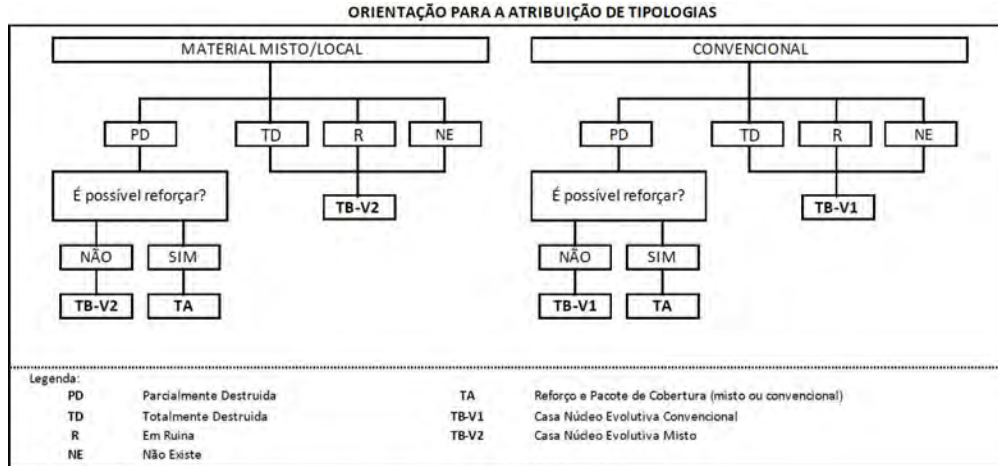 ORIENTAÇÃO PARA A ATRIBUIÇÃO DE TIPOLOGIAS
MATERIAL MISTO/LOCAL
CONVENCIONAL
PD
TD
R
NE
PD
TD
R
NE
É possível reforçar?
TB-V2
É possível reforçar?
TB-V1
NÃO
SIM
NÃO
SIM
TB-V2
TA
TB-V1
TA
Legenda:
PD Parcialmente Destruida TA Reforço e Pacote de Cobertura (misto ou convencional)
TD Totalmente Destruida TB-V1 Casa Núcleo Evolutiva Convencional
R Em Ruina TB-V2 Casa Núcleo Evolutiva Misto
NE Não Existe